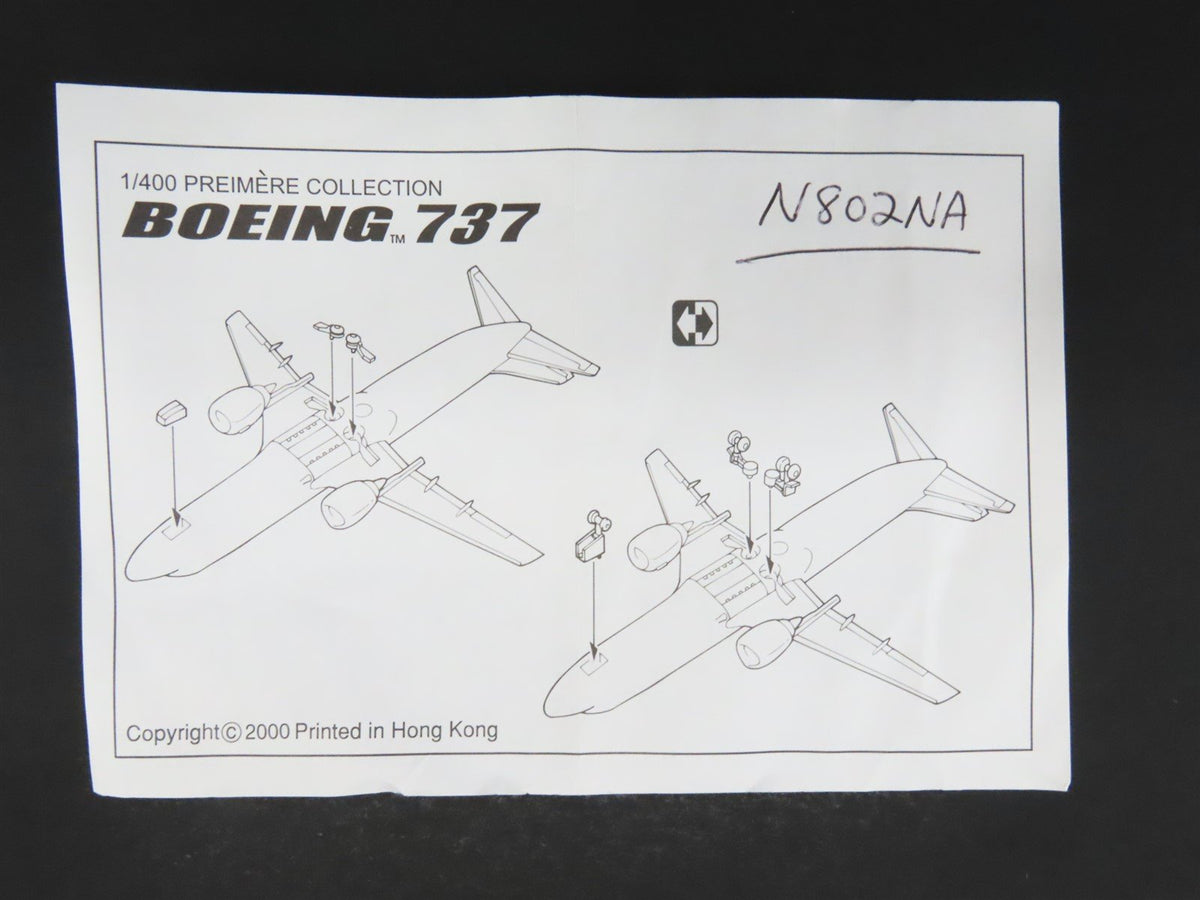 1/400 PREIMÈRE COLLECTION
BOEING™ 737
N802NA
Copyright© 2000 Printed in Hong Kong